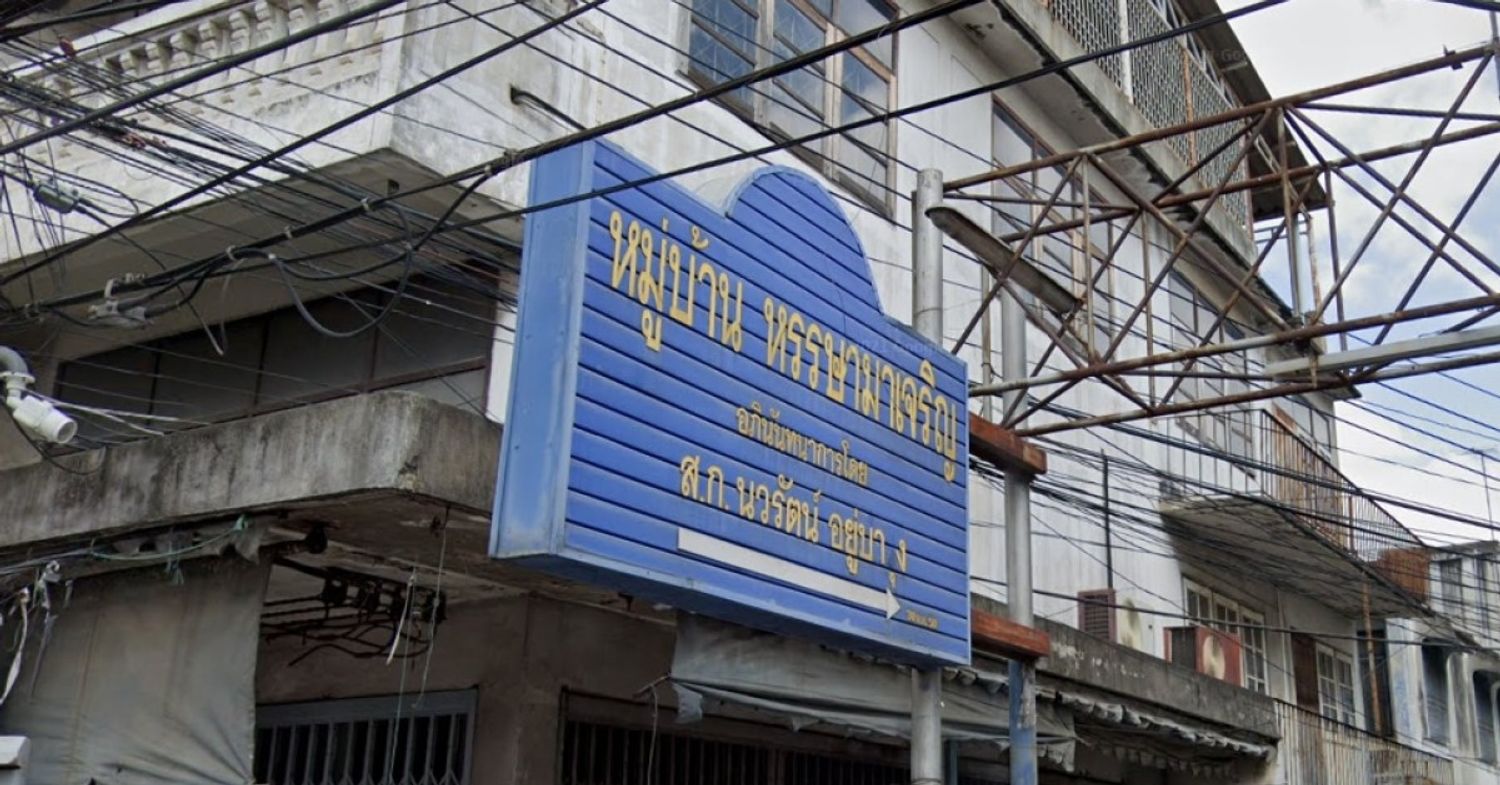 หมู่บ้าน หรรษามาเจริญ
อภินันทนาการโดย
ส.ก. นวรัตน์ อยู่บา ุง